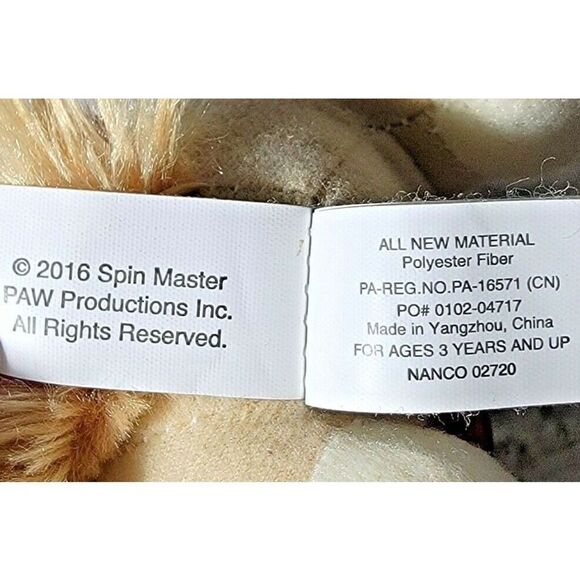 © 2016 Spin Master
PAW Productions Inc.
All Rights Reserved.
ALL NEW MATERIAL
Polyester Fiber
PA-REG.NO.PA-16571 (CN)
PO# 0102-04717
Made in Yangzhou, China
FOR AGES 3 YEARS AND UP
NANCO 02720